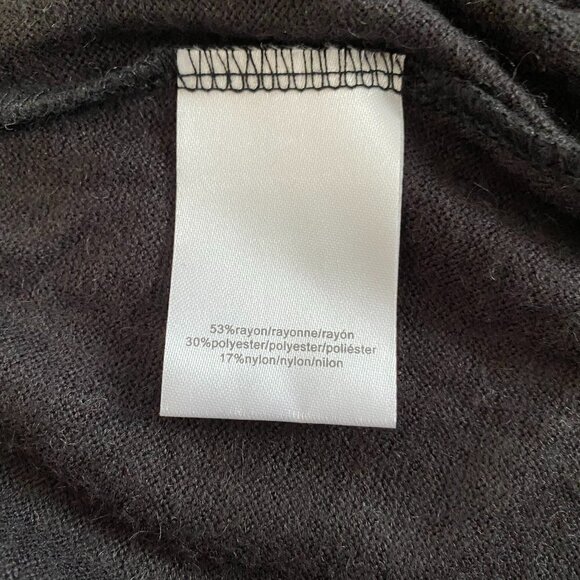 53%rayon/rayonne/rayón
30%polyester/polyester/poliéster
17%nylon/nylon/nilon